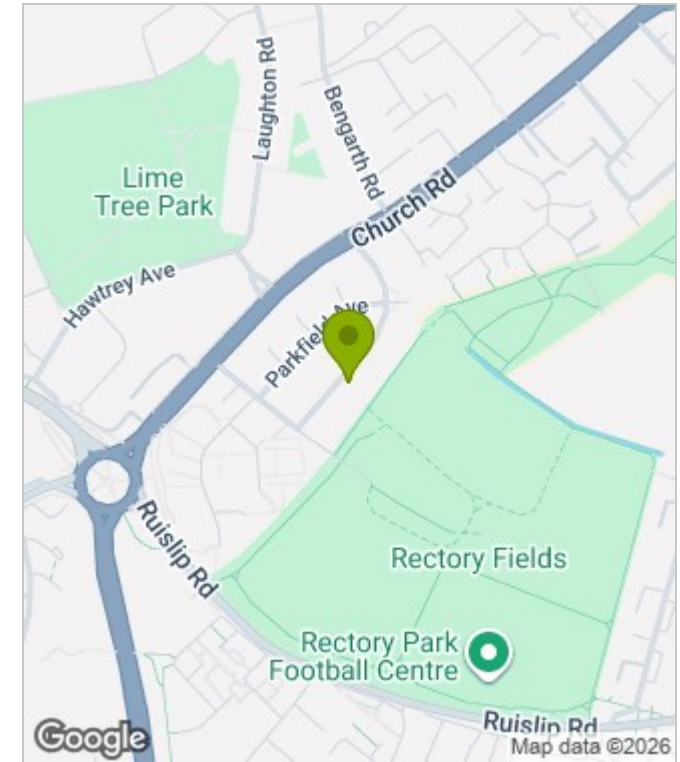 Laughton Rd
Bengarth Rd
Lime
Tree Park
Church Rd
Hawtrey Ave
Parkfield Ave
Ruislip Rd
Rectory Fields
Rectory Park
Football Centre
Ruislip Rd
Google
Map data ©2026